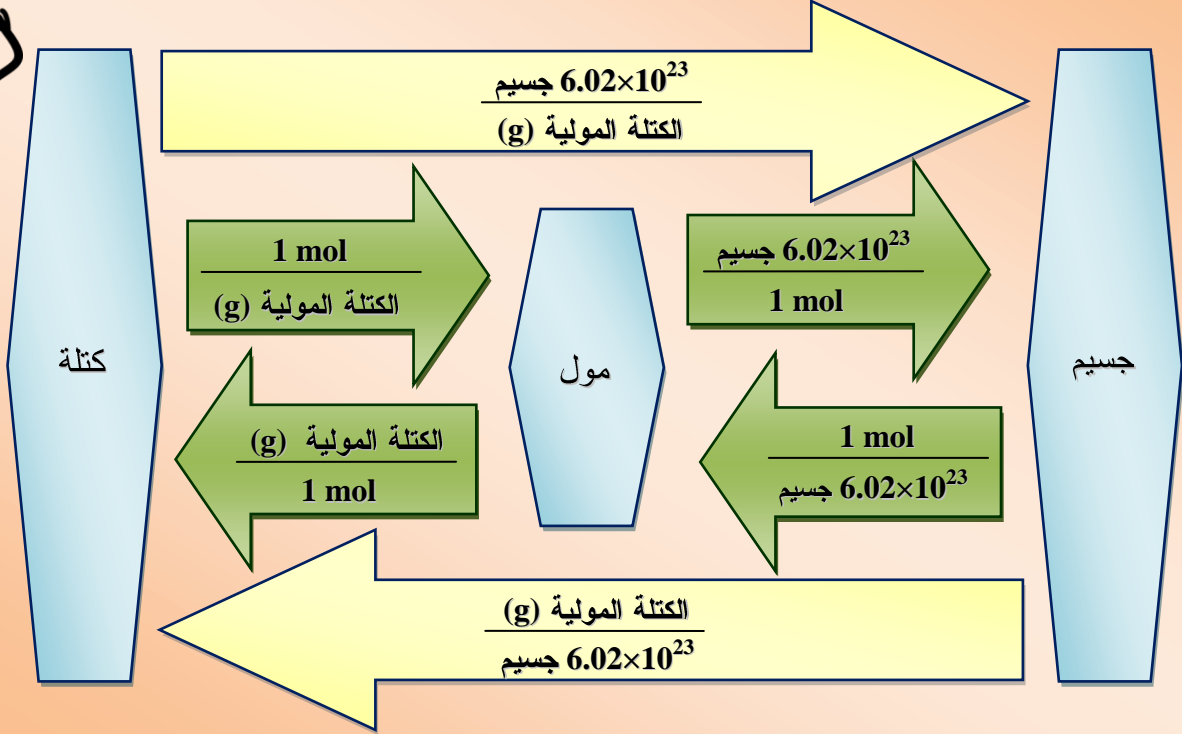 6.02×10²³ جسيم
الكتلة المولية (g)
1 mol
الكتلة المولية (g)
6.02×10²³ جسيم
1 mol
كتلة
مول
جسيم
الكتلة المولية (g)
1 mol
1 mol
6.02×10²³ جسيم
الكتلة المولية (g)
6.02×10²³ جسيم